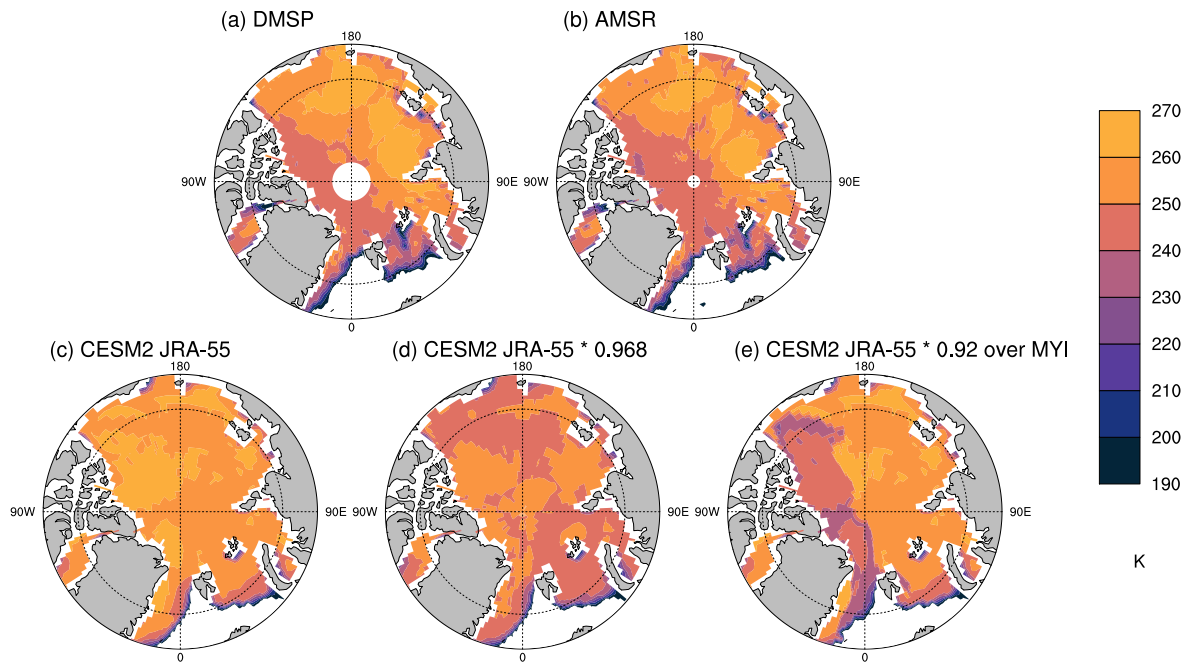 (a) DMSP
(b) AMSR
180
180
90W
90E
90W
90E
0
0
(c) CESM2 JRA-55
(d) CESM2 JRA-55 * 0.968
(e) CESM2 JRA-55 * 0.92 over MYI
180
180
180
90W
90E
90W
90E
90W
90E
0
0
0
270
260
250
240
230
220
210
200
190
K